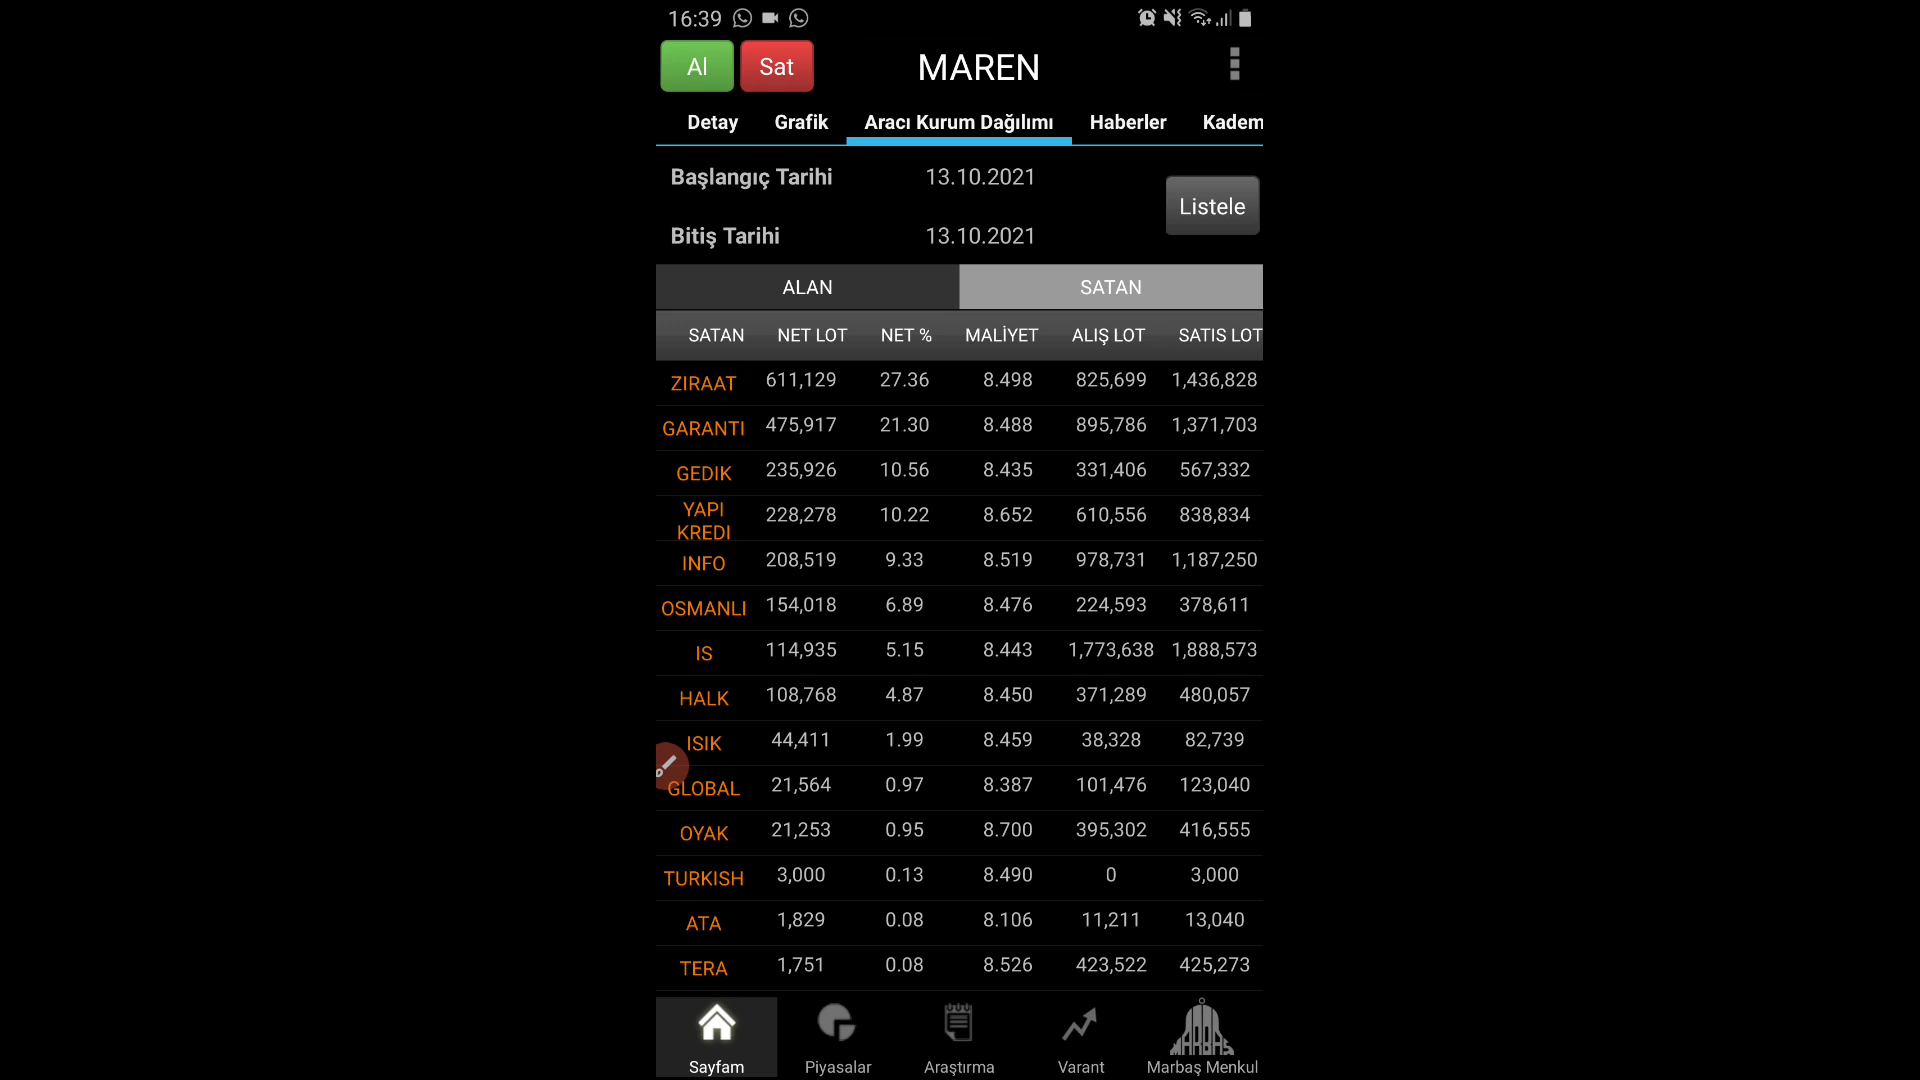 16:39
Al Sat MAREN
Detay Grafik Aracı Kurum Dağılımı Haberler Kadem
Başlangıç Tarihi 13.10.2021
Listele
Bitiş Tarihi 13.10.2021
ALAN SATAN
SATAN NET LOT NET % MALİYET ALIŞ LOT SATIS LOT
ZIRAAT 611,129 27.36 8.498 825,699 1,436,828
GARANTI 475,917 21.30 8.488 895,786 1,371,703
GEDIK 235,926 10.56 8.435 331,406 567,332
YAPI KREDI 228,278 10.22 8.652 610,556 838,834
INFO 208,519 9.33 8.519 978,731 1,187,250
OSMANLI 154,018 6.89 8.476 224,593 378,611
IS 114,935 5.15 8.443 1,773,638 1,888,573
HALK 108,768 4.87 8.450 371,289 480,057
ISIK 44,411 1.99 8.459 38,328 82,739
GLOBAL 21,564 0.97 8.387 101,476 123,040
OYAK 21,253 0.95 8.700 395,302 416,555
TURKISH 3,000 0.13 8.490 0 3,000
ATA 1,829 0.08 8.106 11,211 13,040
TERA 1,751 0.08 8.526 423,522 425,273
MARBAŞ
Sayfam Piyasalar Araştırma Varant Marbaş Menkul